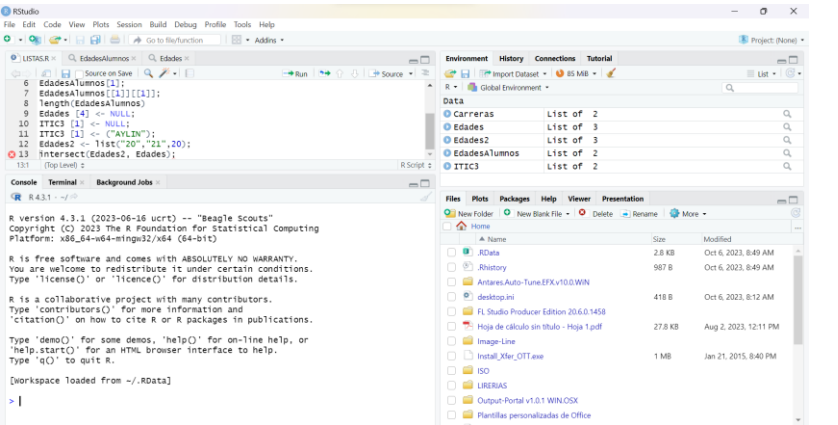 RStudio
File Edit Code View Plots Session Build Debug Profile Tools Help
Go to file/function Addins Project: (None)
LISTAS.R EdadesAlumnos Edades
Source on Save Run Source
6 EdadesAlumnos[1];
7 EdadesAlumnos[[1]][[1]];
8 length(EdadesAlumnos)
9 Edades [4] <- NULL;
10 ITIC3 [1] <- NULL;
11 ITIC3 [1] <- ("AYLIN");
12 Edades2 <- list("20","21",20);
13 intersect(Edades2, Edades);
13:1 (Top Level) R Script
Console Terminal Background Jobs
R 4.3.1 · ~/
R version 4.3.1 (2023-06-16 ucrt) -- "Beagle Scouts"
Copyright (C) 2023 The R Foundation for Statistical Computing
Platform: x86_64-w64-mingw32/x64 (64-bit)
R is free software and comes with ABSOLUTELY NO WARRANTY.
You are welcome to redistribute it under certain conditions.
Type 'license()' or 'licence()' for distribution details.
R is a collaborative project with many contributors.
Type 'contributors()' for more information and
'citation()' on how to cite R or R packages in publications.
Type 'demo()' for some demos, 'help()' for on-line help, or
'help.start()' for an HTML browser interface to help.
Type 'q()' to quit R.
[Workspace loaded from ~/.RData]
>
Environment History Connections Tutorial
Import Dataset 85 MiB List
R Global Environment
Data
Carreras List of 2
Edades List of 3
Edades2 List of 3
EdadesAlumnos List of 2
ITIC3 List of 2
Files Plots Packages Help Viewer Presentation
New Folder New Blank File Delete Rename More
Home
Name Size Modified
.RData 2.8 KB Oct 6, 2023, 8:49 AM
.Rhistory 987 B Oct 6, 2023, 8:49 AM
Antares.Auto-Tune.EFX.v10.0.WiN
desktop.ini 418 B Oct 6, 2023, 8:12 AM
FL Studio Producer Edition 20.6.0.1458
Hoja de cálculo sin título - Hoja 1.pdf 27.8 KB Aug 2, 2023, 12:11 PM
Image-Line
Install_Xfer_OTT.exe 1 MB Jan 21, 2015, 8:40 PM
ISO
LIRERIAS
Output-Portal v1.0.1 WIN.OSX
Plantillas personalizadas de Office